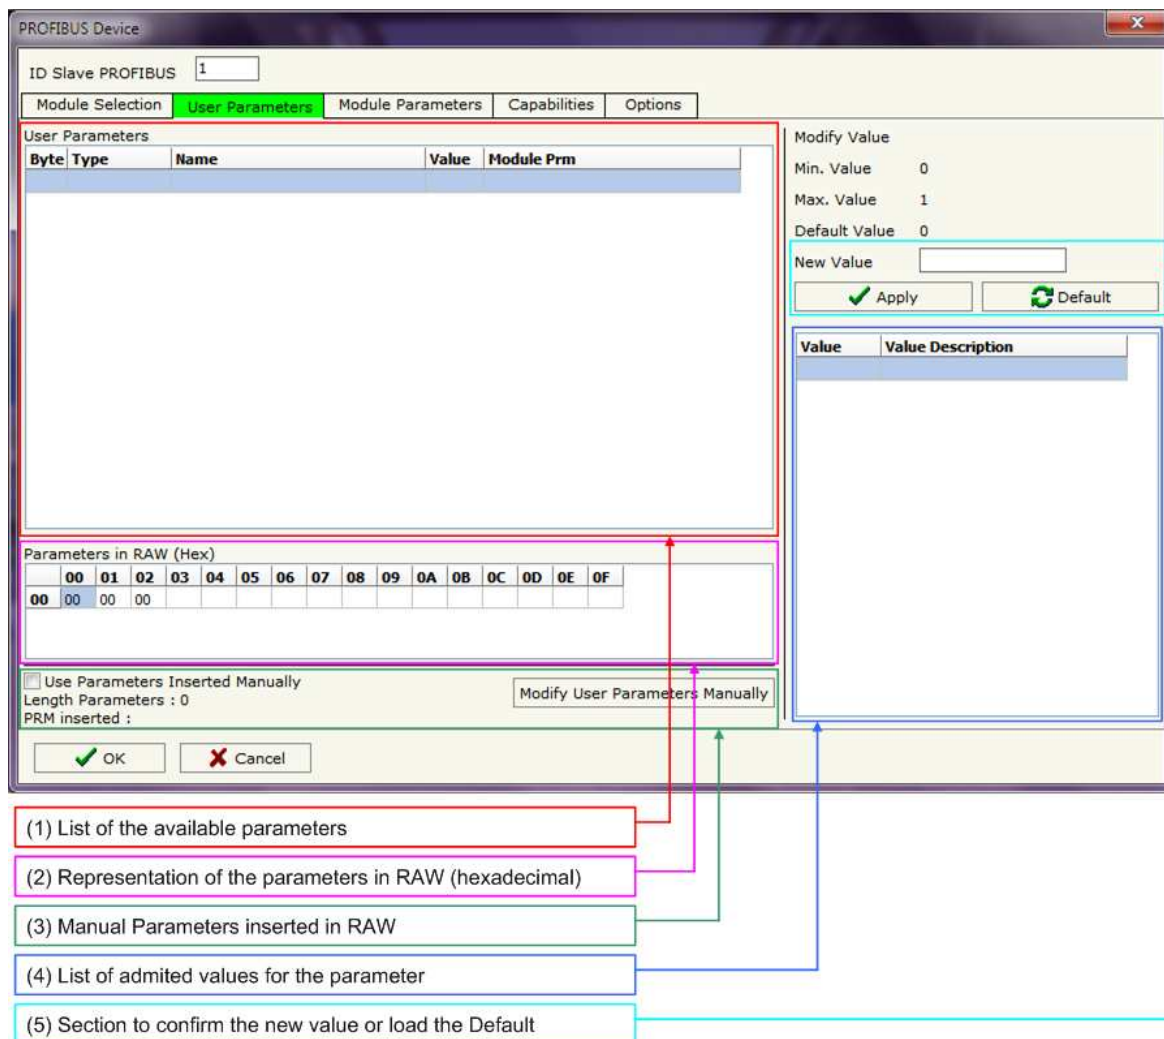 PROFIBUS Device
ID Slave PROFIBUS 1
Module Selection User Parameters Module Parameters Capabilities Options
User Parameters
Byte Type Name Value Module Prm
Modify Value
Min. Value 0
Max. Value 1
Default Value 0
New Value
Apply Default
Value Value Description
Parameters in RAW (Hex)
00 01 02 03 04 05 06 07 08 09 0A 0B 0C 0D 0E 0F
00 00 00 00
Use Parameters Inserted Manually
Length Parameters : 0
PRM inserted :
Modify User Parameters Manually
OK Cancel
(1) List of the available parameters
(2) Representation of the parameters in RAW (hexadecimal)
(3) Manual Parameters inserted in RAW
(4) List of admited values for the parameter
(5) Section to confirm the new value or load the Default